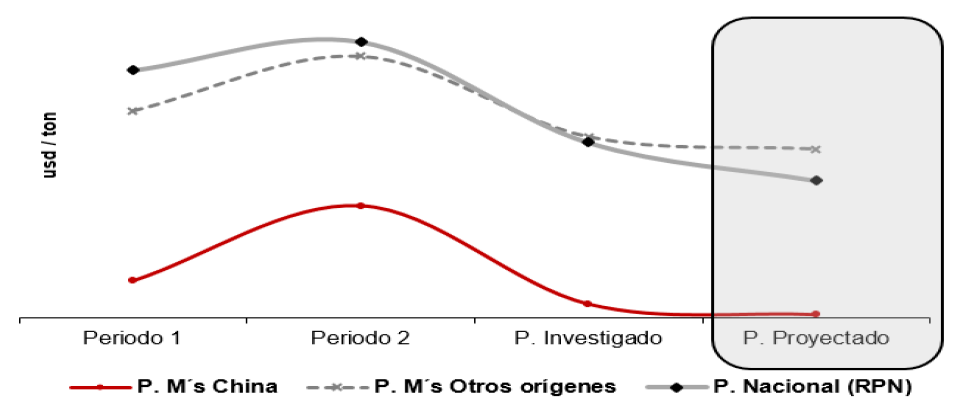 usd / ton
Periodo 1 Periodo 2 P. Investigado P. Proyectado
P. M´s China P. M´s Otros orígenes P. Nacional (RPN)